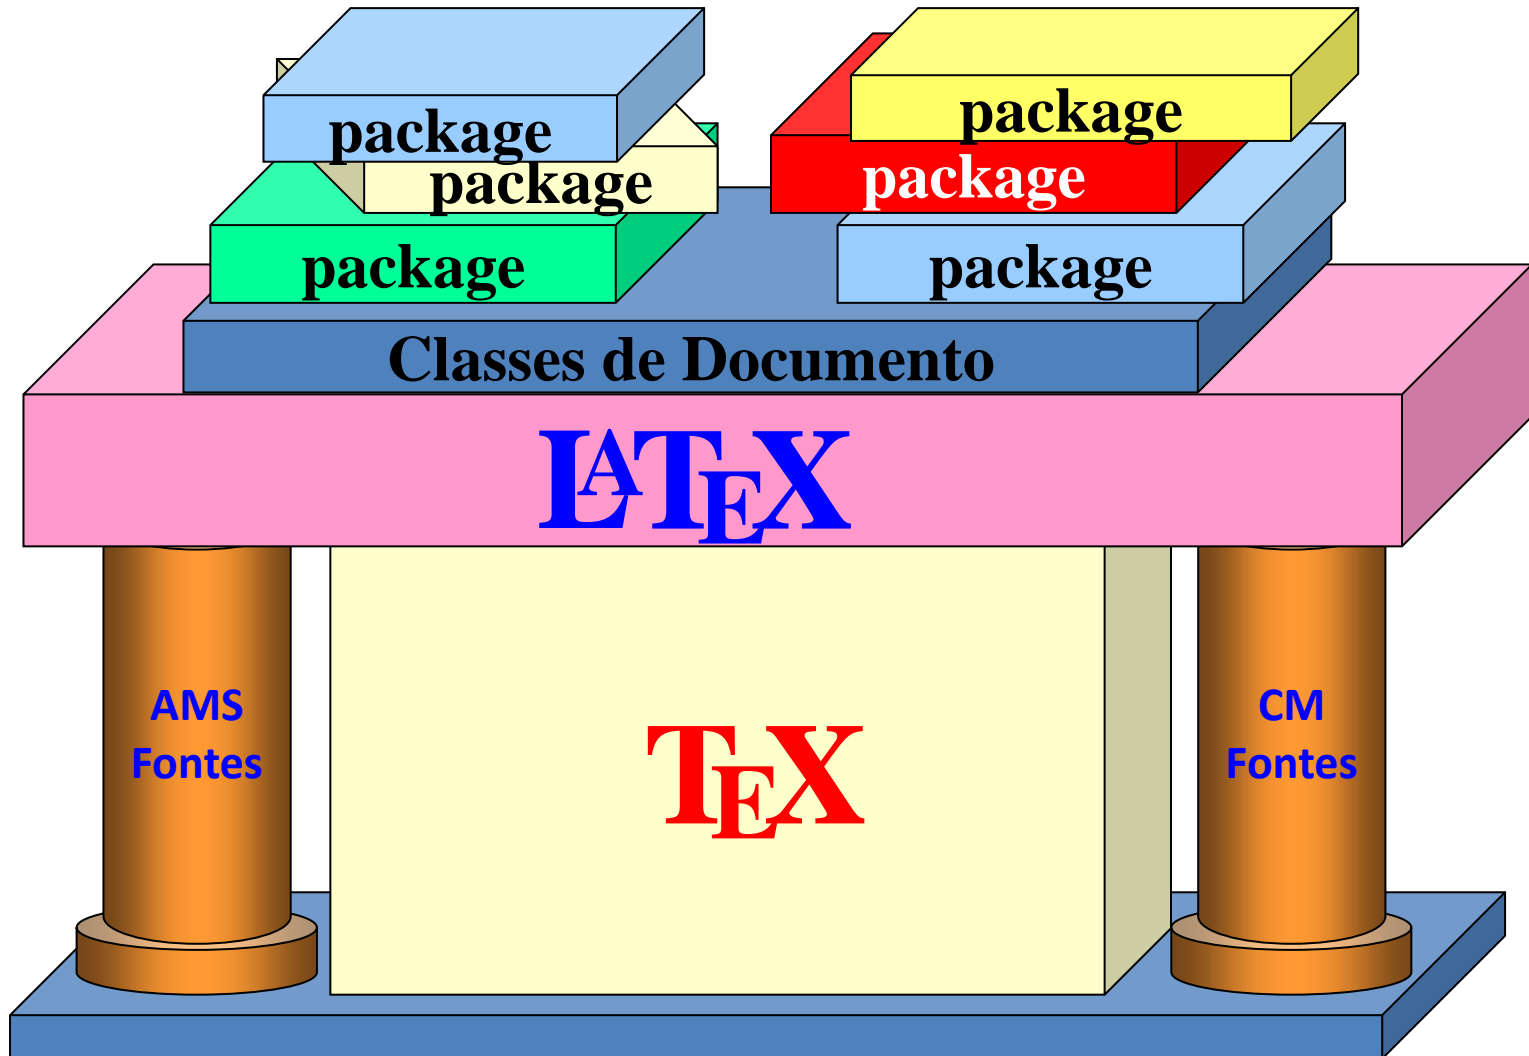 package
package
package
package
package
package
Classes de Documento
LATEX
AMS
Fontes
TEX
CM
Fontes